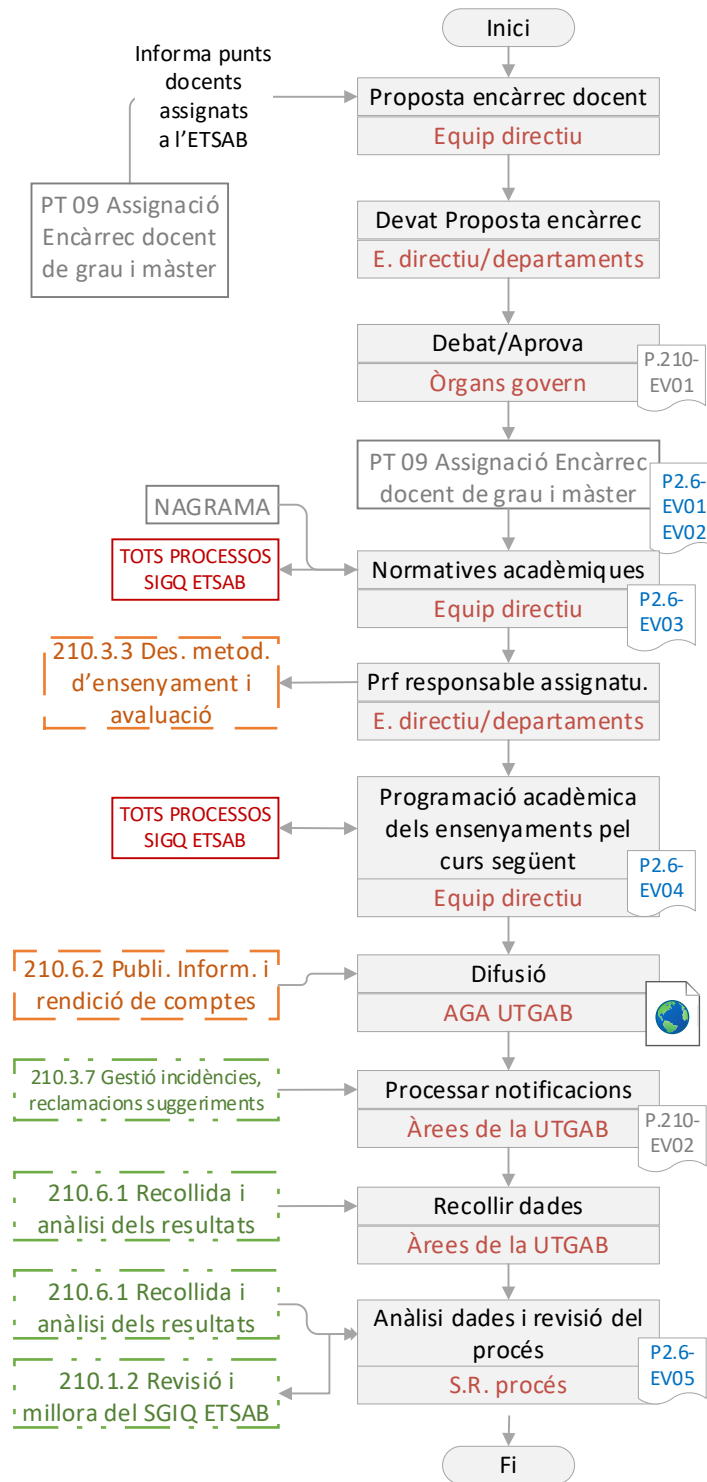 Inici
Informa punts
docents
assignats
a l’ETSAB
Proposta encàrrec docent
Equip directiu
PT 09 Assignació
Encàrrec docent
de grau i màster
Devat Proposta encàrrec
E. directiu/departaments
Debat/Aprova
Òrgans govern
P.210-
EV01
PT 09 Assignació Encàrrec
docent de grau i màster
P2.6-
EV01
EV02
NAGRAMA
TOTS PROCESSOS
SIGQ ETSAB
Normatives acadèmiques
Equip directiu
P2.6-
EV03
210.3.3 Des. metod.
d’ensenyament i
avaluació
Prf responsable assignatu.
E. directiu/departaments
TOTS PROCESSOS
SIGQ ETSAB
Programació acadèmica
dels ensenyaments pel
curs següent
Equip directiu
P2.6-
EV04
210.6.2 Publi. Inform. i
rendició de comptes
Difusió
AGA UTGAB
210.3.7 Gestió incidències,
reclamacions suggeriments
Processar notificacions
Àrees de la UTGAB
P.210-
EV02
210.6.1 Recollida i
anàlisi dels resultats
Recollir dades
Àrees de la UTGAB
210.6.1 Recollida i
anàlisi dels resultats
Anàlisi dades i revisió del
procés
S.R. procés
P2.6-
EV05
210.1.2 Revisió i
millora del SGIQ ETSAB
Fi